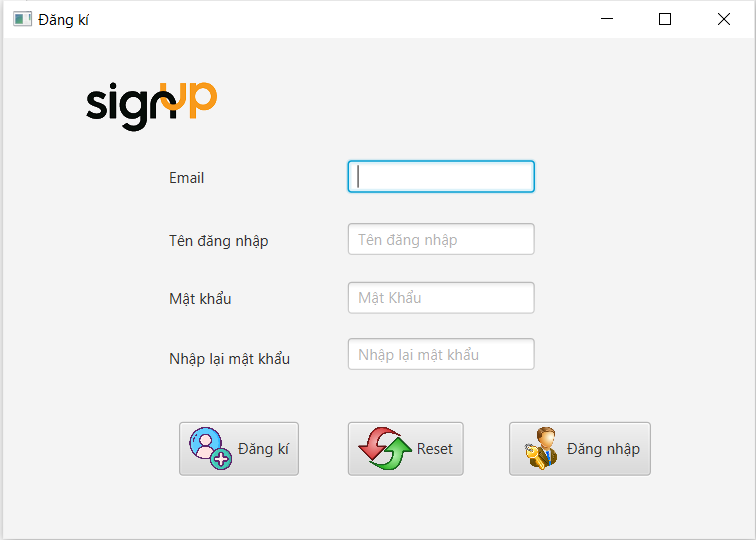 Đăng kí
signUP
Email
Tên đăng nhập
Tên đăng nhập
Mật khẩu
Mật Khẩu
Nhập lại mật khẩu
Nhập lại mật khẩu
Đăng kí
Reset
Đăng nhập